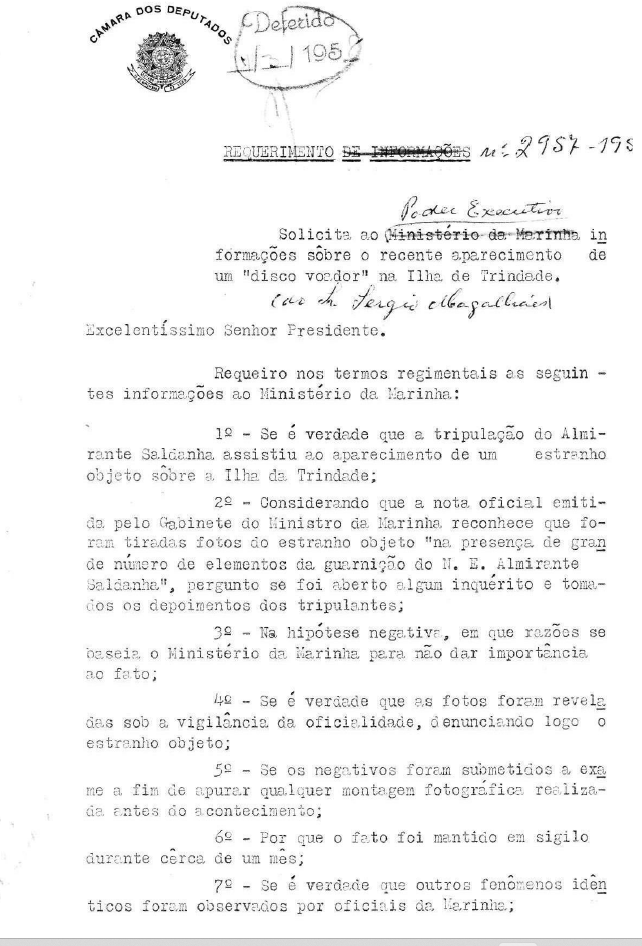 CÂMARA DOS DEPUTADOS
Deferido
/ 195
REQUERIMENTO DE INFORMAÇÕES nº 2957-195
Poder Executivo
Solicita ao (Ministério da Marinha in
formações sôbre o recente aparecimento de
um "disco voador" na Ilha de Trindade.
Sergio Magalhães
Excelentíssimo Senhor Presidente.
Requeiro nos termos regimentais as seguin -
tes informações ao Ministério da Marinha:
1º - Se é verdade que a tripulação do Almi-
rante Saldanha assistiu ao aparecimento de um estranho
objeto sôbre a Ilha da Trindade;
2º - Considerando que a nota oficial emiti-
da pelo Gabinete do Ministro da Marinha reconhece que fo-
ram tiradas fotos do estranho objeto "na presença de gran
de número de elementos da guarnição do N. E. Almirante
Saldanha", pergunto se foi aberto algum inquérito e toma-
dos os depoimentos dos tripulantes;
3º - Na hipótese negativa, em que razões se
baseia o Ministério da Marinha para não dar importância
ao fato;
4º - Se é verdade que as fotos foram revela
das sob a vigilância da oficialidade, denunciando logo o
estranho objeto;
5º - Se os negativos foram submetidos a exa
me a fim de apurar qualquer montagem fotográfica realiza-
da antes do acontecimento;
6º - Por que o fato foi mantido em sigilo
durante cêrca de um mês;
7º - Se é verdade que outros fenômenos idên
ticos foram observados por oficiais da Marinha;